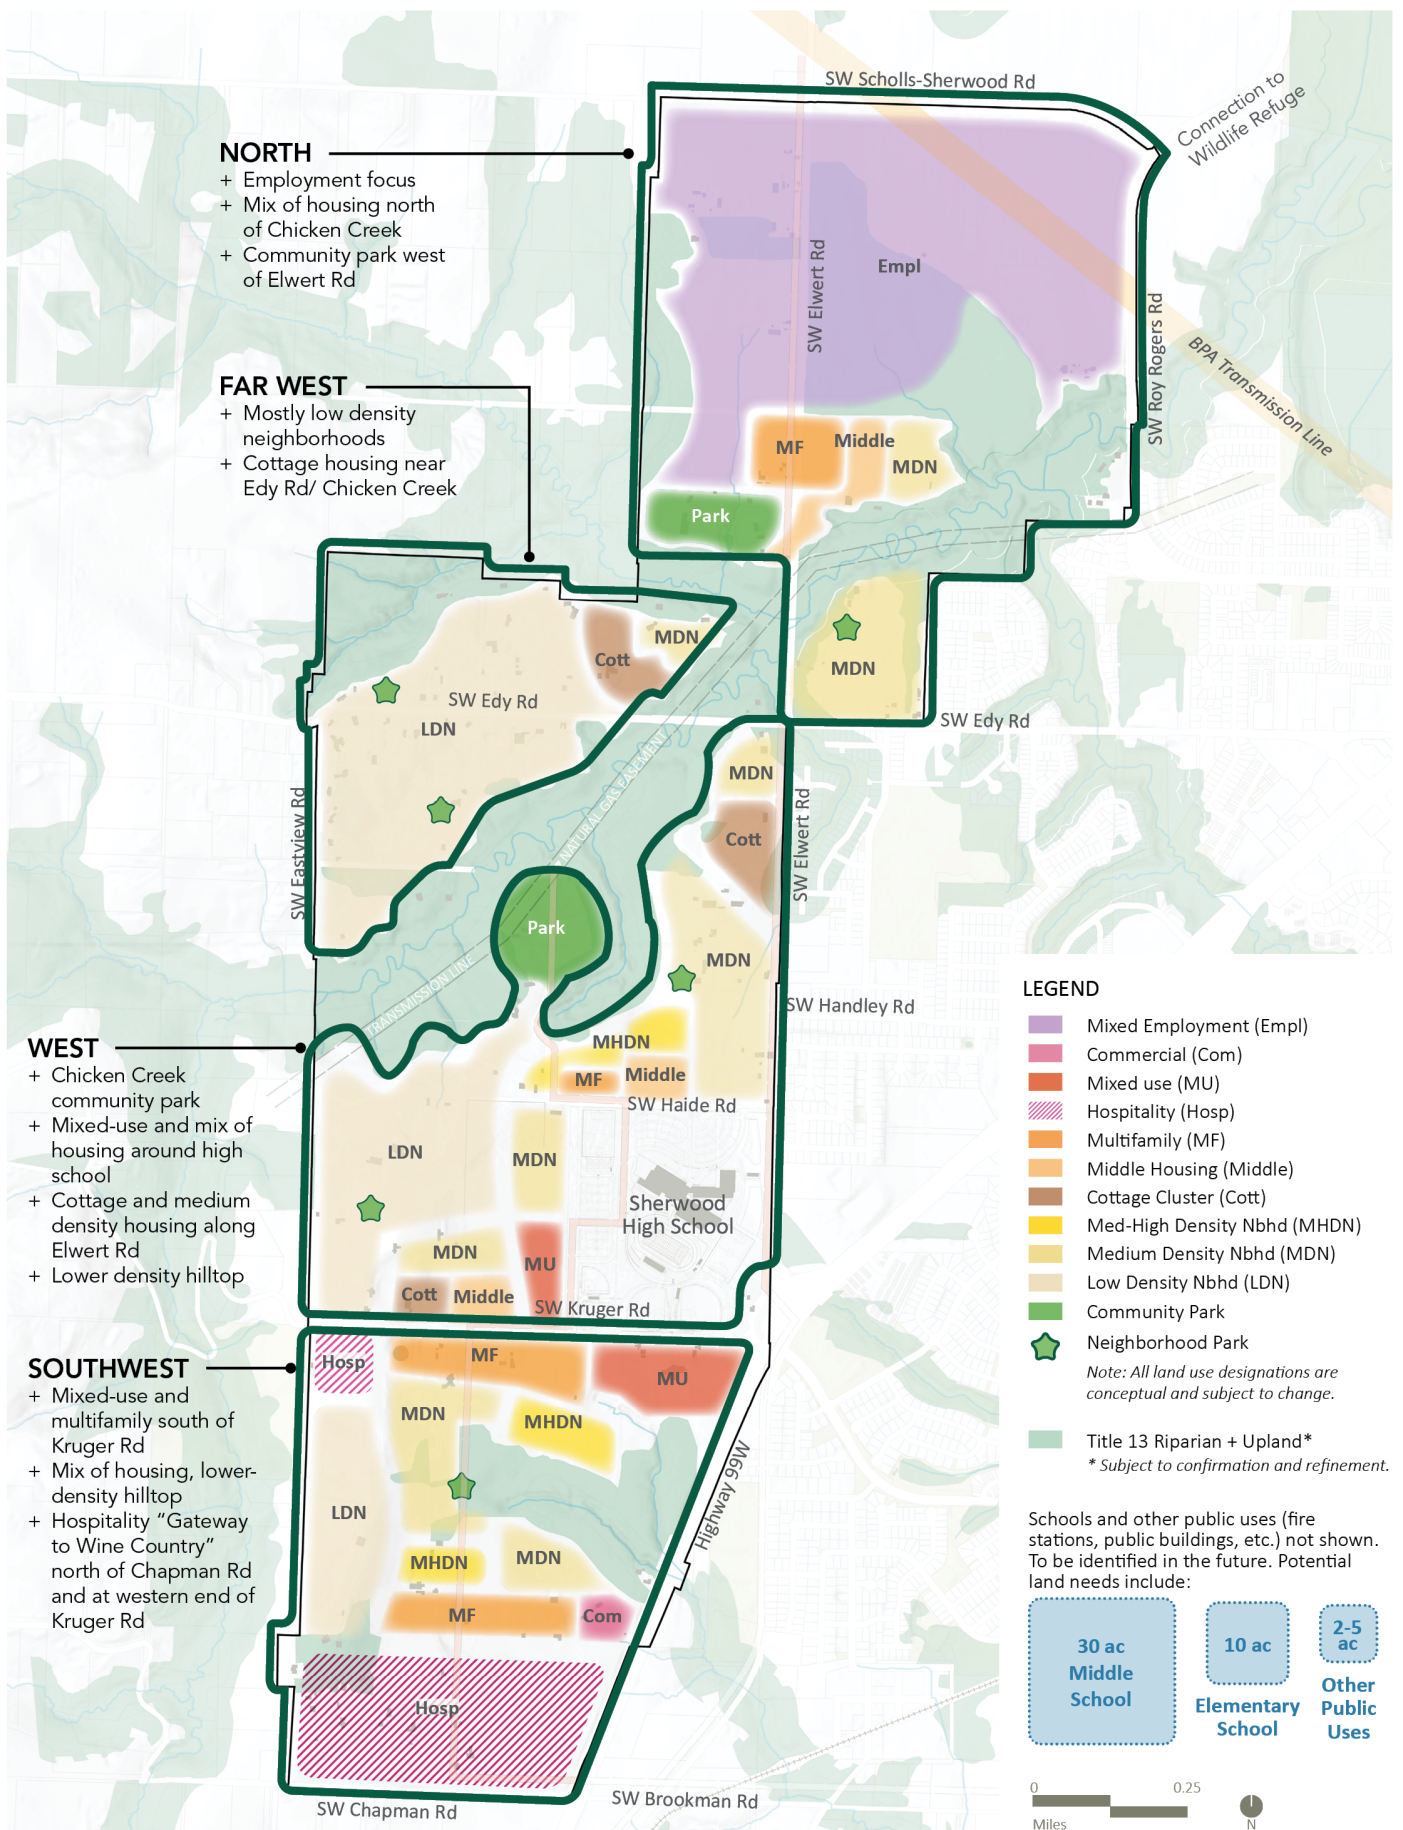 SW Scholls-Sherwood Rd
Connection to
Wildlife Refuge
NORTH
+ Employment focus
+ Mix of housing north
of Chicken Creek
+ Community park west
of Elwert Rd
SW Elwert Rd
Empl
SW Roy Rogers Rd
BPA Transmission Line
FAR WEST
+ Mostly low density
neighborhoods
+ Cottage housing near
Edy Rd/ Chicken Creek
MF
Middle
MDN
Park
MDN
Cott
MDN
SW Edy Rd
LDN
SW Edy Rd
NATURAL GAS EASEMENT
MDN
SW Eastview Rd
Cott
SW Elwert Rd
Park
MDN
TRANSMISSION LINE
SW Handley Rd
WEST
+ Chicken Creek
community park
+ Mixed-use and mix of
housing around high
school
+ Cottage and medium
density housing along
Elwert Rd
+ Lower density hilltop
MHDN
MF
Middle
SW Haide Rd
LDN
MDN
Sherwood
High School
MDN
MU
Cott
Middle
SW Kruger Rd
SOUTHWEST
+ Mixed-use and
multifamily south of
Kruger Rd
+ Mix of housing, lower-
density hilltop
+ Hospitality “Gateway
to Wine Country”
north of Chapman Rd
and at western end of
Kruger Rd
Hosp
MF
MU
MDN
MHDN
LDN
Highway 99W
MHDN
MDN
MF
Com
Hosp
SW Chapman Rd
SW Brookman Rd
LEGEND
Mixed Employment (Empl)
Commercial (Com)
Mixed use (MU)
Hospitality (Hosp)
Multifamily (MF)
Middle Housing (Middle)
Cottage Cluster (Cott)
Med-High Density Nbhd (MHDN)
Medium Density Nbhd (MDN)
Low Density Nbhd (LDN)
Community Park
Neighborhood Park
Note: All land use designations are
conceptual and subject to change.
Title 13 Riparian + Upland*
* Subject to confirmation and refinement.
Schools and other public uses (fire
stations, public buildings, etc.) not shown.
To be identified in the future. Potential
land needs include:
30 ac
Middle
School
10 ac
Elementary
School
2-5
ac
Other
Public
Uses
0 0.25
Miles
N